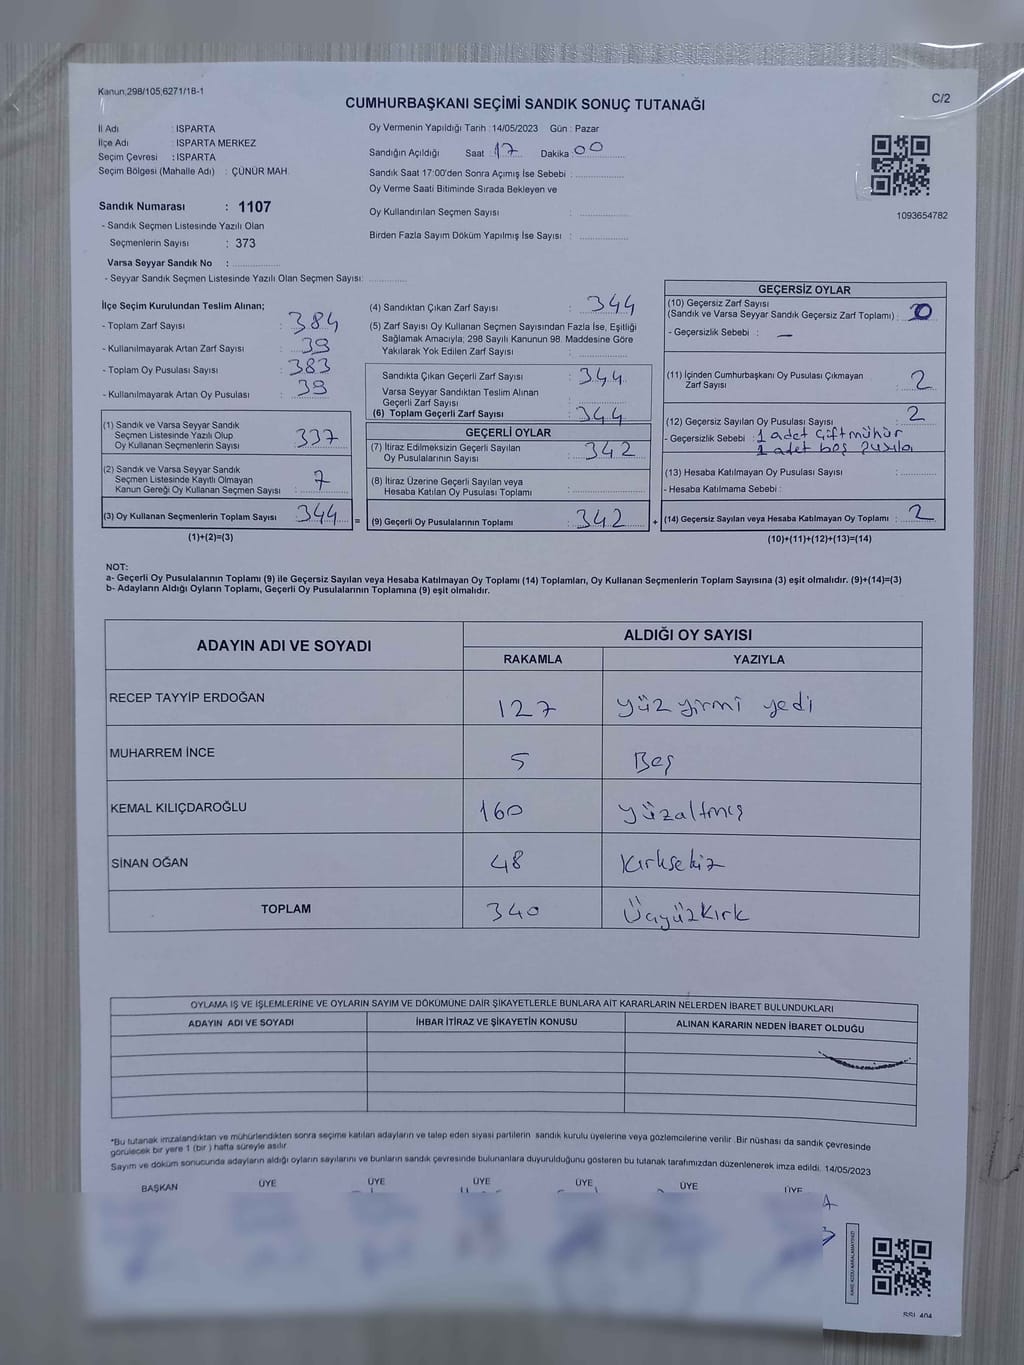 Kanun,298/105,6271/18-1
CUMHURBAŞKANI SEÇİMİ SANDIK SONUÇ TUTANAĞI
C/2
İl Adı : ISPARTA
İlçe Adı : ISPARTA MERKEZ
Seçim Çevresi : ISPARTA
Seçim Bölgesi (Mahalle Adı) : ÇÜNÜR MAH.
Sandık Numarası : 1107
- Sandık Seçmen Listesinde Yazılı Olan
Seçmenlerin Sayısı : 373
Varsa Seyyar Sandık No :
- Seyyar Sandık Seçmen Listesinde Yazılı Olan Seçmen Sayısı:
Oy Vermenin Yapıldığı Tarih : 14/05/2023 Gün : Pazar
Sandığın Açıldığı Saat : 17 Dakika : 00
Sandık Saat 17:00'den Sonra Açımış İse Sebebi :
Oy Verme Saati Bitiminde Sırada Bekleyen ve
Oy Kullandırılan Seçmen Sayısı :
Birden Fazla Sayım Döküm Yapılmış İse Sayısı :
1093654782
İlçe Seçim Kurulundan Teslim Alınan;
- Toplam Zarf Sayısı : 384
- Kullanılmayarak Artan Zarf Sayısı : 39
- Toplam Oy Pusulası Sayısı : 383
- Kullanılmayarak Artan Oy Pusulası : 39
(1) Sandık ve Varsa Seyyar Sandık
Seçmen Listesinde Yazılı Olup
Oy Kullanan Seçmenlerin Sayısı : 337
(2) Sandık ve Varsa Seyyar Sandık
Seçmen Listesinde Kayıtlı Olmayan
Kanun Gereği Oy Kullanan Seçmen Sayısı : 7
(3) Oy Kullanan Seçmenlerin Toplam Sayısı : 344
(1)+(2)=(3)
(4) Sandıktan Çıkan Zarf Sayısı : 344
(5) Zarf Sayısı Oy Kullanan Seçmen Sayısından Fazla İse, Eşitliği
Sağlamak Amacıyla; 298 Sayılı Kanunun 98. Maddesine Göre
Yakılarak Yok Edilen Zarf Sayısı :
Sandıkta Çıkan Geçerli Zarf Sayısı : 344
Varsa Seyyar Sandıktan Teslim Alınan
Geçerli Zarf Sayısı :
(6) Toplam Geçerli Zarf Sayısı : 344
GEÇERLİ OYLAR
(7) İtiraz Edilmeksizin Geçerli Sayılan
Oy Pusulalarının Sayısı : 342
(8) İtiraz Üzerine Geçerli Sayılan veya
Hesaba Katılan Oy Pusulası Toplamı :
= (9) Geçerli Oy Pusulalarının Toplamı : 342 +
GEÇERSİZ OYLAR
(10) Geçersiz Zarf Sayısı
(Sandık ve Varsa Seyyar Sandık Geçersiz Zarf Toplamı) : 0
- Geçersizlik Sebebi : -
(11) İçinden Cumhurbaşkanı Oy Pusulası Çıkmayan
Zarf Sayısı : 2
(12) Geçersiz Sayılan Oy Pusulası Sayısı : 2
- Geçersizlik Sebebi : 1 adet çift mühür
1 adet boş pusula
(13) Hesaba Katılmayan Oy Pusulası Sayısı :
- Hesaba Katılmama Sebebi :
(14) Geçersiz Sayılan veya Hesaba Katılmayan Oy Toplamı : 2
(10)+(11)+(12)+(13)=(14)
NOT:
a- Geçerli Oy Pusulalarının Toplamı (9) ile Geçersiz Sayılan veya Hesaba Katılmayan Oy Toplamı (14) Toplamları, Oy Kullanan Seçmenlerin Toplam Sayısına (3) eşit olmalıdır. (9)+(14)=(3)
b- Adayların Aldığı Oyların Toplamı, Geçerli Oy Pusulalarının Toplamına (9) eşit olmalıdır.
ADAYIN ADI VE SOYADI ALDIĞI OY SAYISI
RAKAMLA YAZIYLA
RECEP TAYYİP ERDOĞAN 127 yüz yirmi yedi
MUHARREM İNCE 5 Beş
KEMAL KILIÇDAROĞLU 160 yüzaltmış
SİNAN OĞAN 48 Kırksekiz
TOPLAM 340 Üçyüzkırk
OYLAMA İŞ VE İŞLEMLERİNE VE OYLARIN SAYIM VE DÖKÜMÜNE DAİR ŞİKAYETLERLE BUNLARA AİT KARARLARIN NELERDEN İBARET BULUNDUKLARI
ADAYIN ADI VE SOYADI İHBAR İTİRAZ VE ŞİKAYETİN KONUSU ALINAN KARARIN NEDEN İBARET OLDUĞU
*Bu tutanak imzalandıktan ve mühürlendikten sonra seçime katılan adayların ve talep eden siyasi partilerin sandık kurulu üyelerine veya gözlemcilerine verilir. Bir nüshası da sandık çevresinde
görülecek bir yere 1 (bir) hafta süreyle asılır.
Sayım ve döküm sonucunda adayların aldığı oyların sayılarını ve bunların sandık çevresinde bulunanlara duyurulduğunu gösteren bu tutanak tarafımızdan düzenlenerek imza edildi. 14/05/2023
BAŞKAN ÜYE ÜYE ÜYE ÜYE ÜYE ÜYE